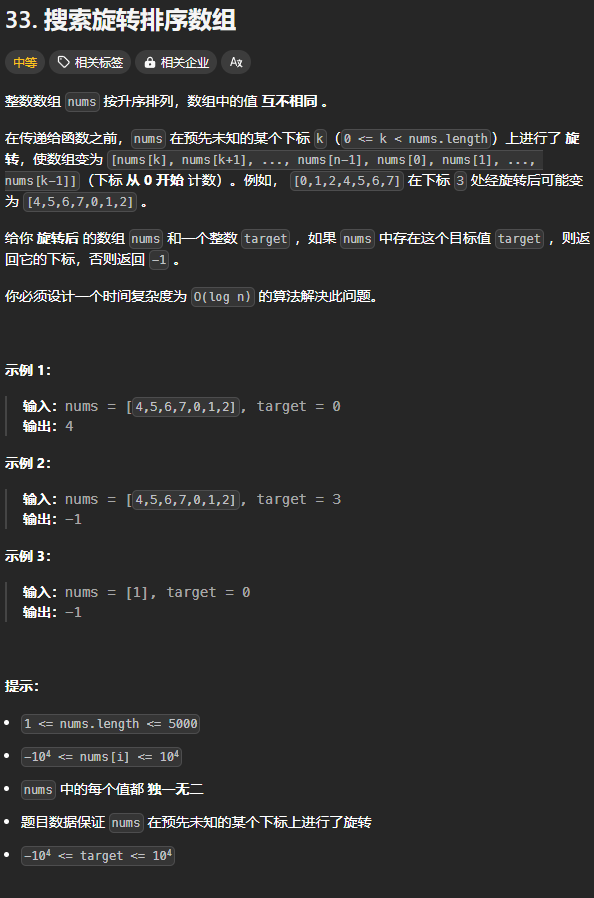 33. 搜索旋转排序数组
中等 相关标签 相关企业 Aa
整数数组 nums 按升序排列，数组中的值 互不相同 。
在传递给函数之前，nums 在预先未知的某个下标 k（0 <= k < nums.length）上进行了 旋
转，使数组变为 [nums[k], nums[k+1], ..., nums[n-1], nums[0], nums[1], ...,
nums[k-1]]（下标 从 0 开始 计数）。例如， [0,1,2,4,5,6,7] 在下标 3 处经旋转后可能变
为 [4,5,6,7,0,1,2] 。
给你 旋转后 的数组 nums 和一个整数 target ，如果 nums 中存在这个目标值 target ，则返
回它的下标，否则返回 -1 。
你必须设计一个时间复杂度为 O(log n) 的算法解决此问题。
示例 1：
输入：nums = [4,5,6,7,0,1,2], target = 0
输出：4
示例 2：
输入：nums = [4,5,6,7,0,1,2], target = 3
输出：-1
示例 3：
输入：nums = [1], target = 0
输出：-1
提示：
• 1 <= nums.length <= 5000
• -10⁴ <= nums[i] <= 10⁴
• nums 中的每个值都 独一无二
• 题目数据保证 nums 在预先未知的某个下标上进行了旋转
• -10⁴ <= target <= 10⁴